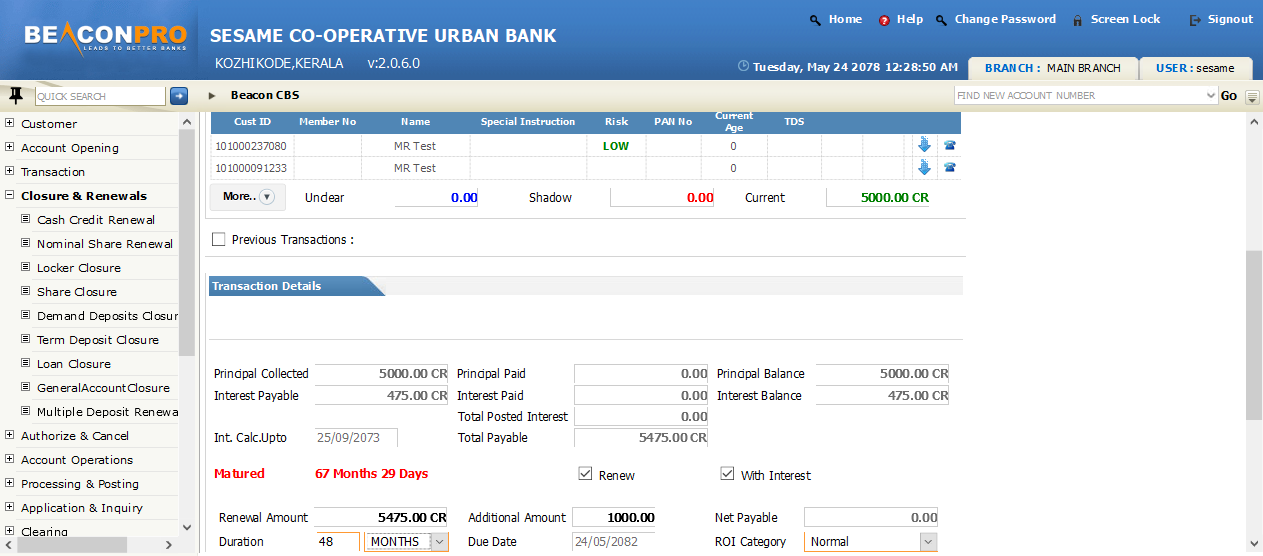 BEACONPRO
LEADS TO BETTER BANKS
SESAME CO-OPERATIVE URBAN BANK
KOZHIKODE,KERALA v:2.0.6.0
Home Help Change Password Screen Lock Signout
Tuesday, May 24 2078 12:28:50 AM
BRANCH : MAIN BRANCH USER : sesame
QUICK SEARCH
Beacon CBS
FIND NEW ACCOUNT NUMBER Go
Customer
Account Opening
Transaction
Closure & Renewals
Cash Credit Renewal
Nominal Share Renewal
Locker Closure
Share Closure
Demand Deposits Closur
Term Deposit Closure
Loan Closure
GeneralAccountClosure
Multiple Deposit Renewa
Authorize & Cancel
Account Operations
Processing & Posting
Application & Inquiry
Clearing
Cust ID Member No Name Special Instruction Risk PAN No Current Age TDS
101000237080 MR Test LOW 0
101000091233 MR Test 0
More.. Unclear 0.00 Shadow 0.00 Current 5000.00 CR
Previous Transactions :
Transaction Details
Principal Collected 5000.00 CR Principal Paid 0.00 Principal Balance 5000.00 CR
Interest Payable 475.00 CR Interest Paid 0.00 Interest Balance 475.00 CR
Total Posted Interest 0.00
Int. Calc.Upto 25/09/2073 Total Payable 5475.00 CR
Matured 67 Months 29 Days Renew With Interest
Renewal Amount 5475.00 CR Additional Amount 1000.00 Net Payable 0.00
Duration 48 MONTHS Due Date 24/05/2082 ROI Category Normal